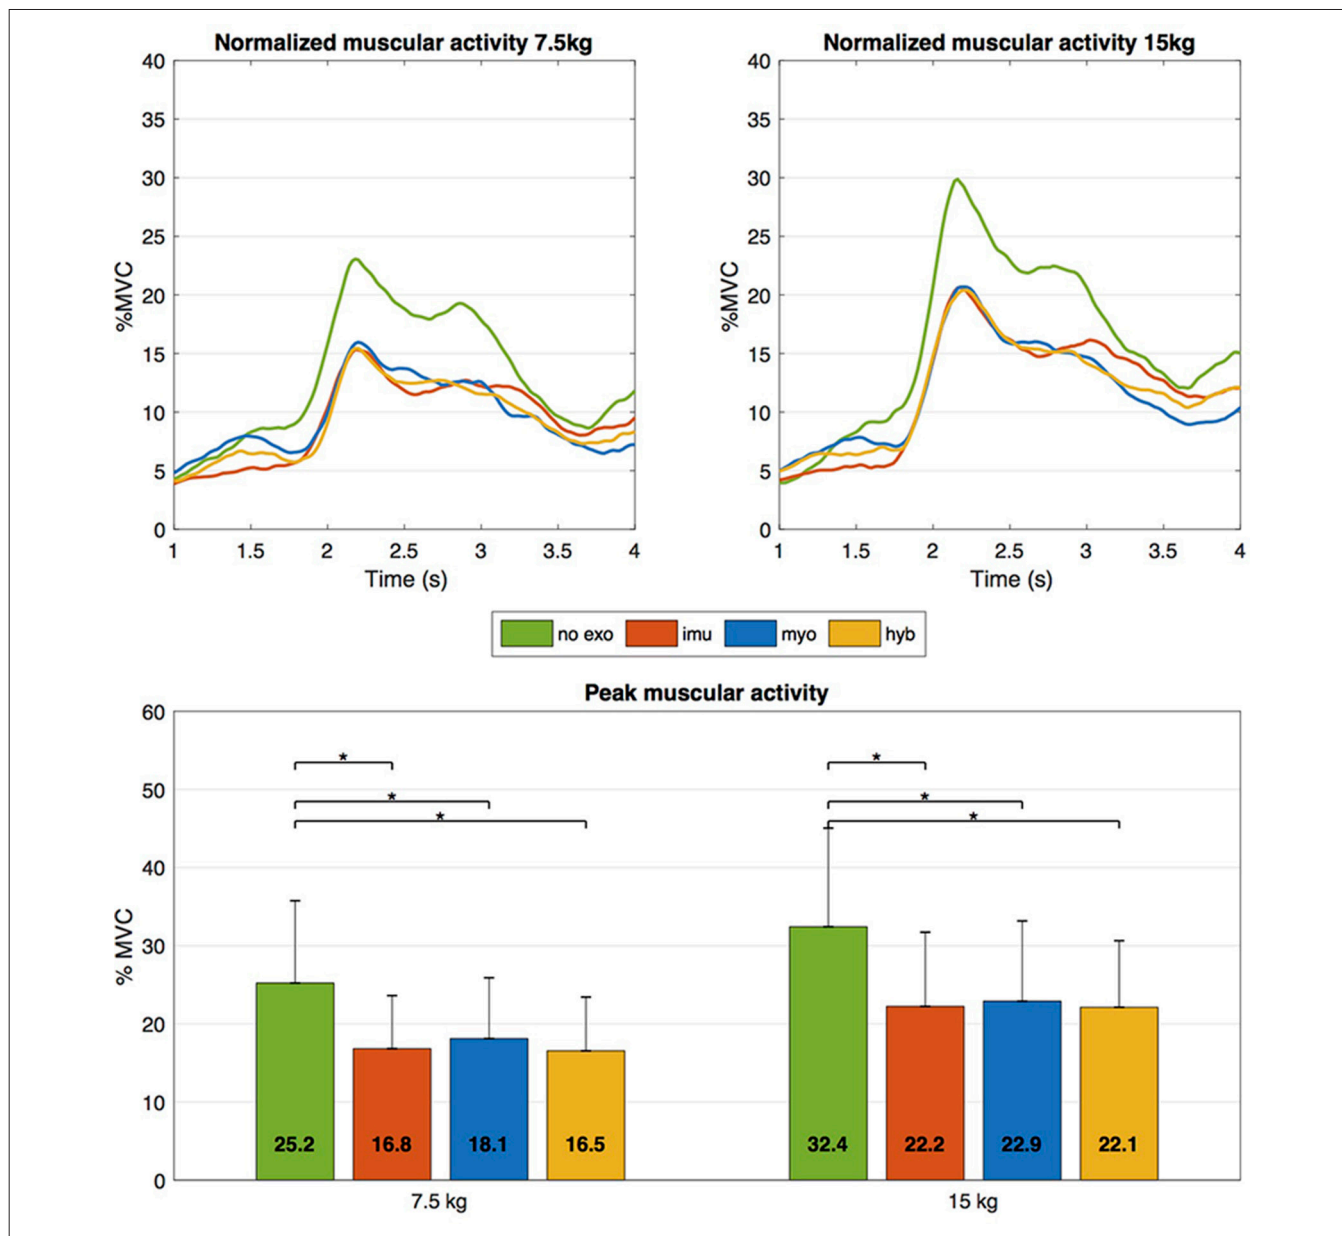 Normalized muscular activity 7.5kg
40
35
30
25
20
15
10
5
0
%MVC
1 1.5 2 2.5 3 3.5 4
Time (s)
Normalized muscular activity 15kg
40
35
30
25
20
15
10
5
0
%MVC
1 1.5 2 2.5 3 3.5 4
Time (s)
no exo imu myo hyb
Peak muscular activity
60
50
40
30
20
10
0
% MVC
* *
* *
* *
25.2 16.8 18.1 16.5 32.4 22.2 22.9 22.1
7.5 kg 15 kg